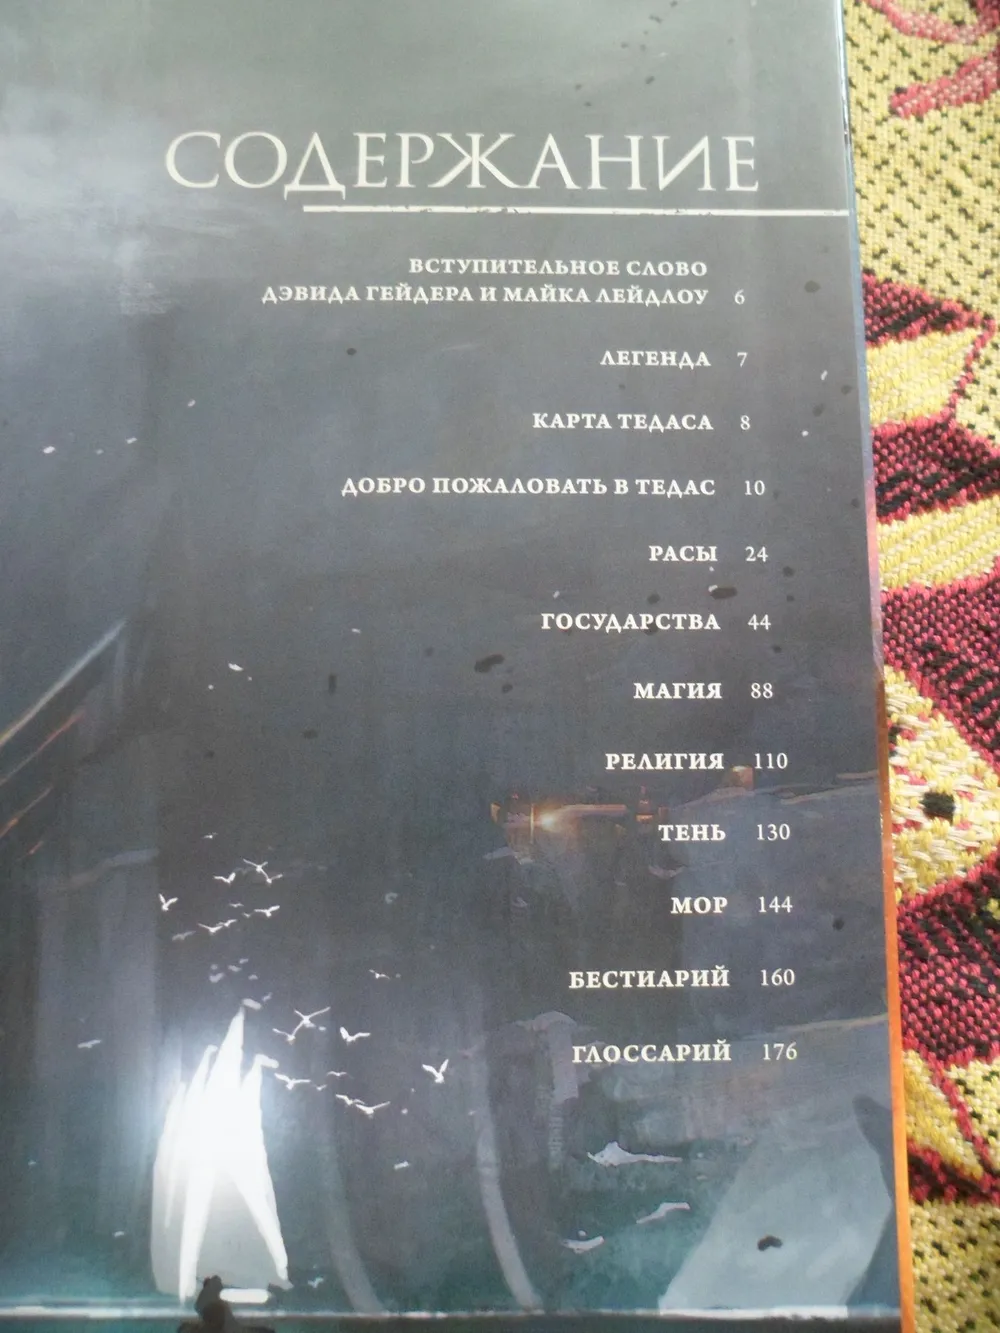 СОДЕРЖАНИЕ
ВСТУПИТЕЛЬНОЕ СЛОВО
ДЭВИДА ГЕЙДЕРА И МАЙКА ЛЕЙДЛОУ 6
ЛЕГЕНДА 7
КАРТА ТЕДАСА 8
ДОБРО ПОЖАЛОВАТЬ В ТЕДАС 10
РАСЫ 24
ГОСУДАРСТВА 44
МАГИЯ 88
РЕЛИГИЯ 110
ТЕНЬ 130
МОР 144
БЕСТИАРИЙ 160
ГЛОССАРИЙ 176